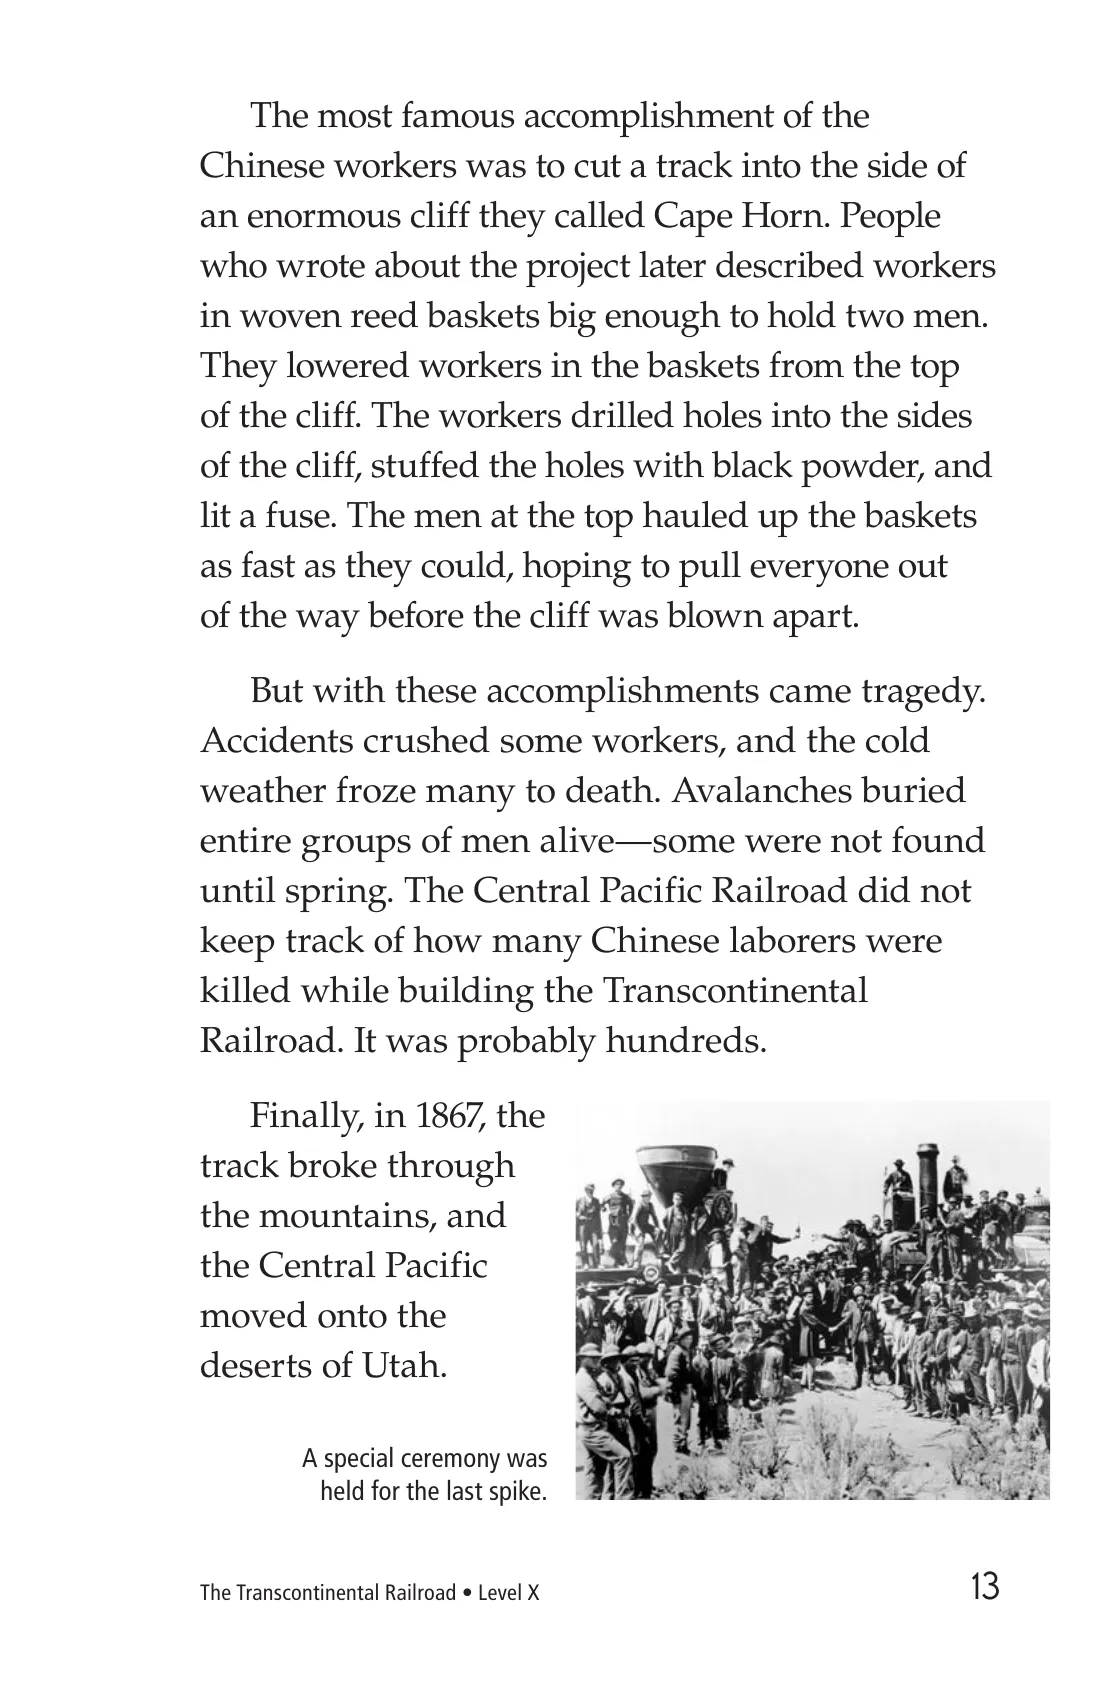 The most famous accomplishment of the
Chinese workers was to cut a track into the side of
an enormous cliff they called Cape Horn. People
who wrote about the project later described workers
in woven reed baskets big enough to hold two men.
They lowered workers in the baskets from the top
of the cliff. The workers drilled holes into the sides
of the cliff, stuffed the holes with black powder, and
lit a fuse. The men at the top hauled up the baskets
as fast as they could, hoping to pull everyone out
of the way before the cliff was blown apart.
But with these accomplishments came tragedy.
Accidents crushed some workers, and the cold
weather froze many to death. Avalanches buried
entire groups of men alive—some were not found
until spring. The Central Pacific Railroad did not
keep track of how many Chinese laborers were
killed while building the Transcontinental
Railroad. It was probably hundreds.
Finally, in 1867, the
track broke through
the mountains, and
the Central Pacific
moved onto the
deserts of Utah.
A special ceremony was
held for the last spike.
The Transcontinental Railroad • Level X
13